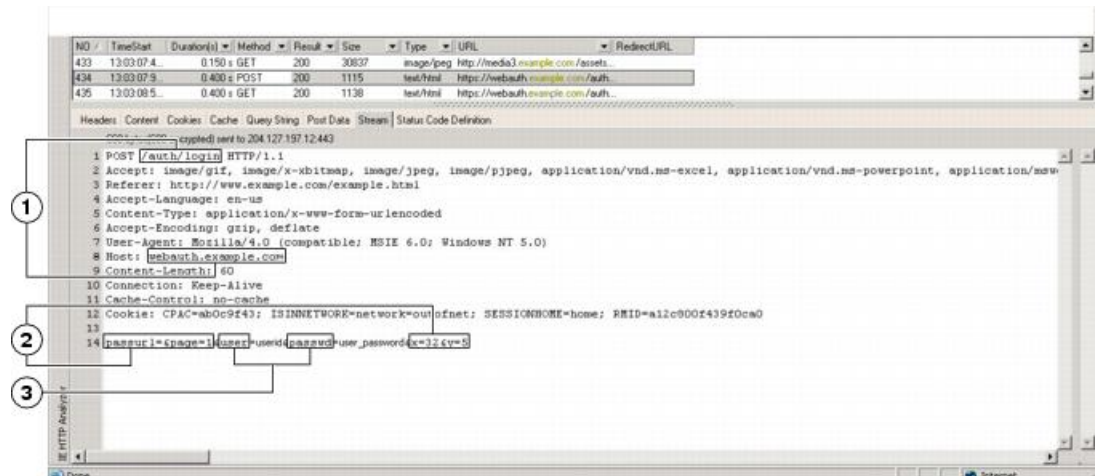 NO TimeStart Duration(s) Method Result Size Type URL RedirectURL
433 13:03:07:4... 0.150 s GET 200 30837 image/jpeg http://media3.example.com/assets...
434 13:03:07:9... 0.400 s POST 200 1115 text/html https://webauth.example.com/auth...
435 13:03:08:5... 0.400 s GET 200 1138 text/html https://webauth.example.com/auth...
Headers Content Cookies Cache Query String Post Data Stream Status Code Definition
sent to 204.127.197.12:443
1 POST /auth/login HTTP/1.1
2 Accept: image/gif, image/x-xbitmap, image/jpeg, image/pjpeg, application/vnd.ms-excel, application/vnd.ms-powerpoint, application/msw
3 Referer: http://www.example.com/example.html
4 Accept-Language: en-us
5 Content-Type: application/x-www-form-urlencoded
6 Accept-Encoding: gzip, deflate
7 User-Agent: Mozilla/4.0 (compatible; MSIE 6.0; Windows NT 5.0)
8 Host: webauth.example.com
9 Content-Length: 60
10 Connection: Keep-Alive
11 Cache-Control: no-cache
12 Cookie: CPAC=ab0c9f43; ISINNETWORK=network=outofnet; SESSIONHOME=home; RMID=a12c800f439f0ca0
13
14 passurl=&page=1&user=userid&passwd=user_password&x=32&y=5
1
2
3
IE HTTP Analyzer
Done Internet